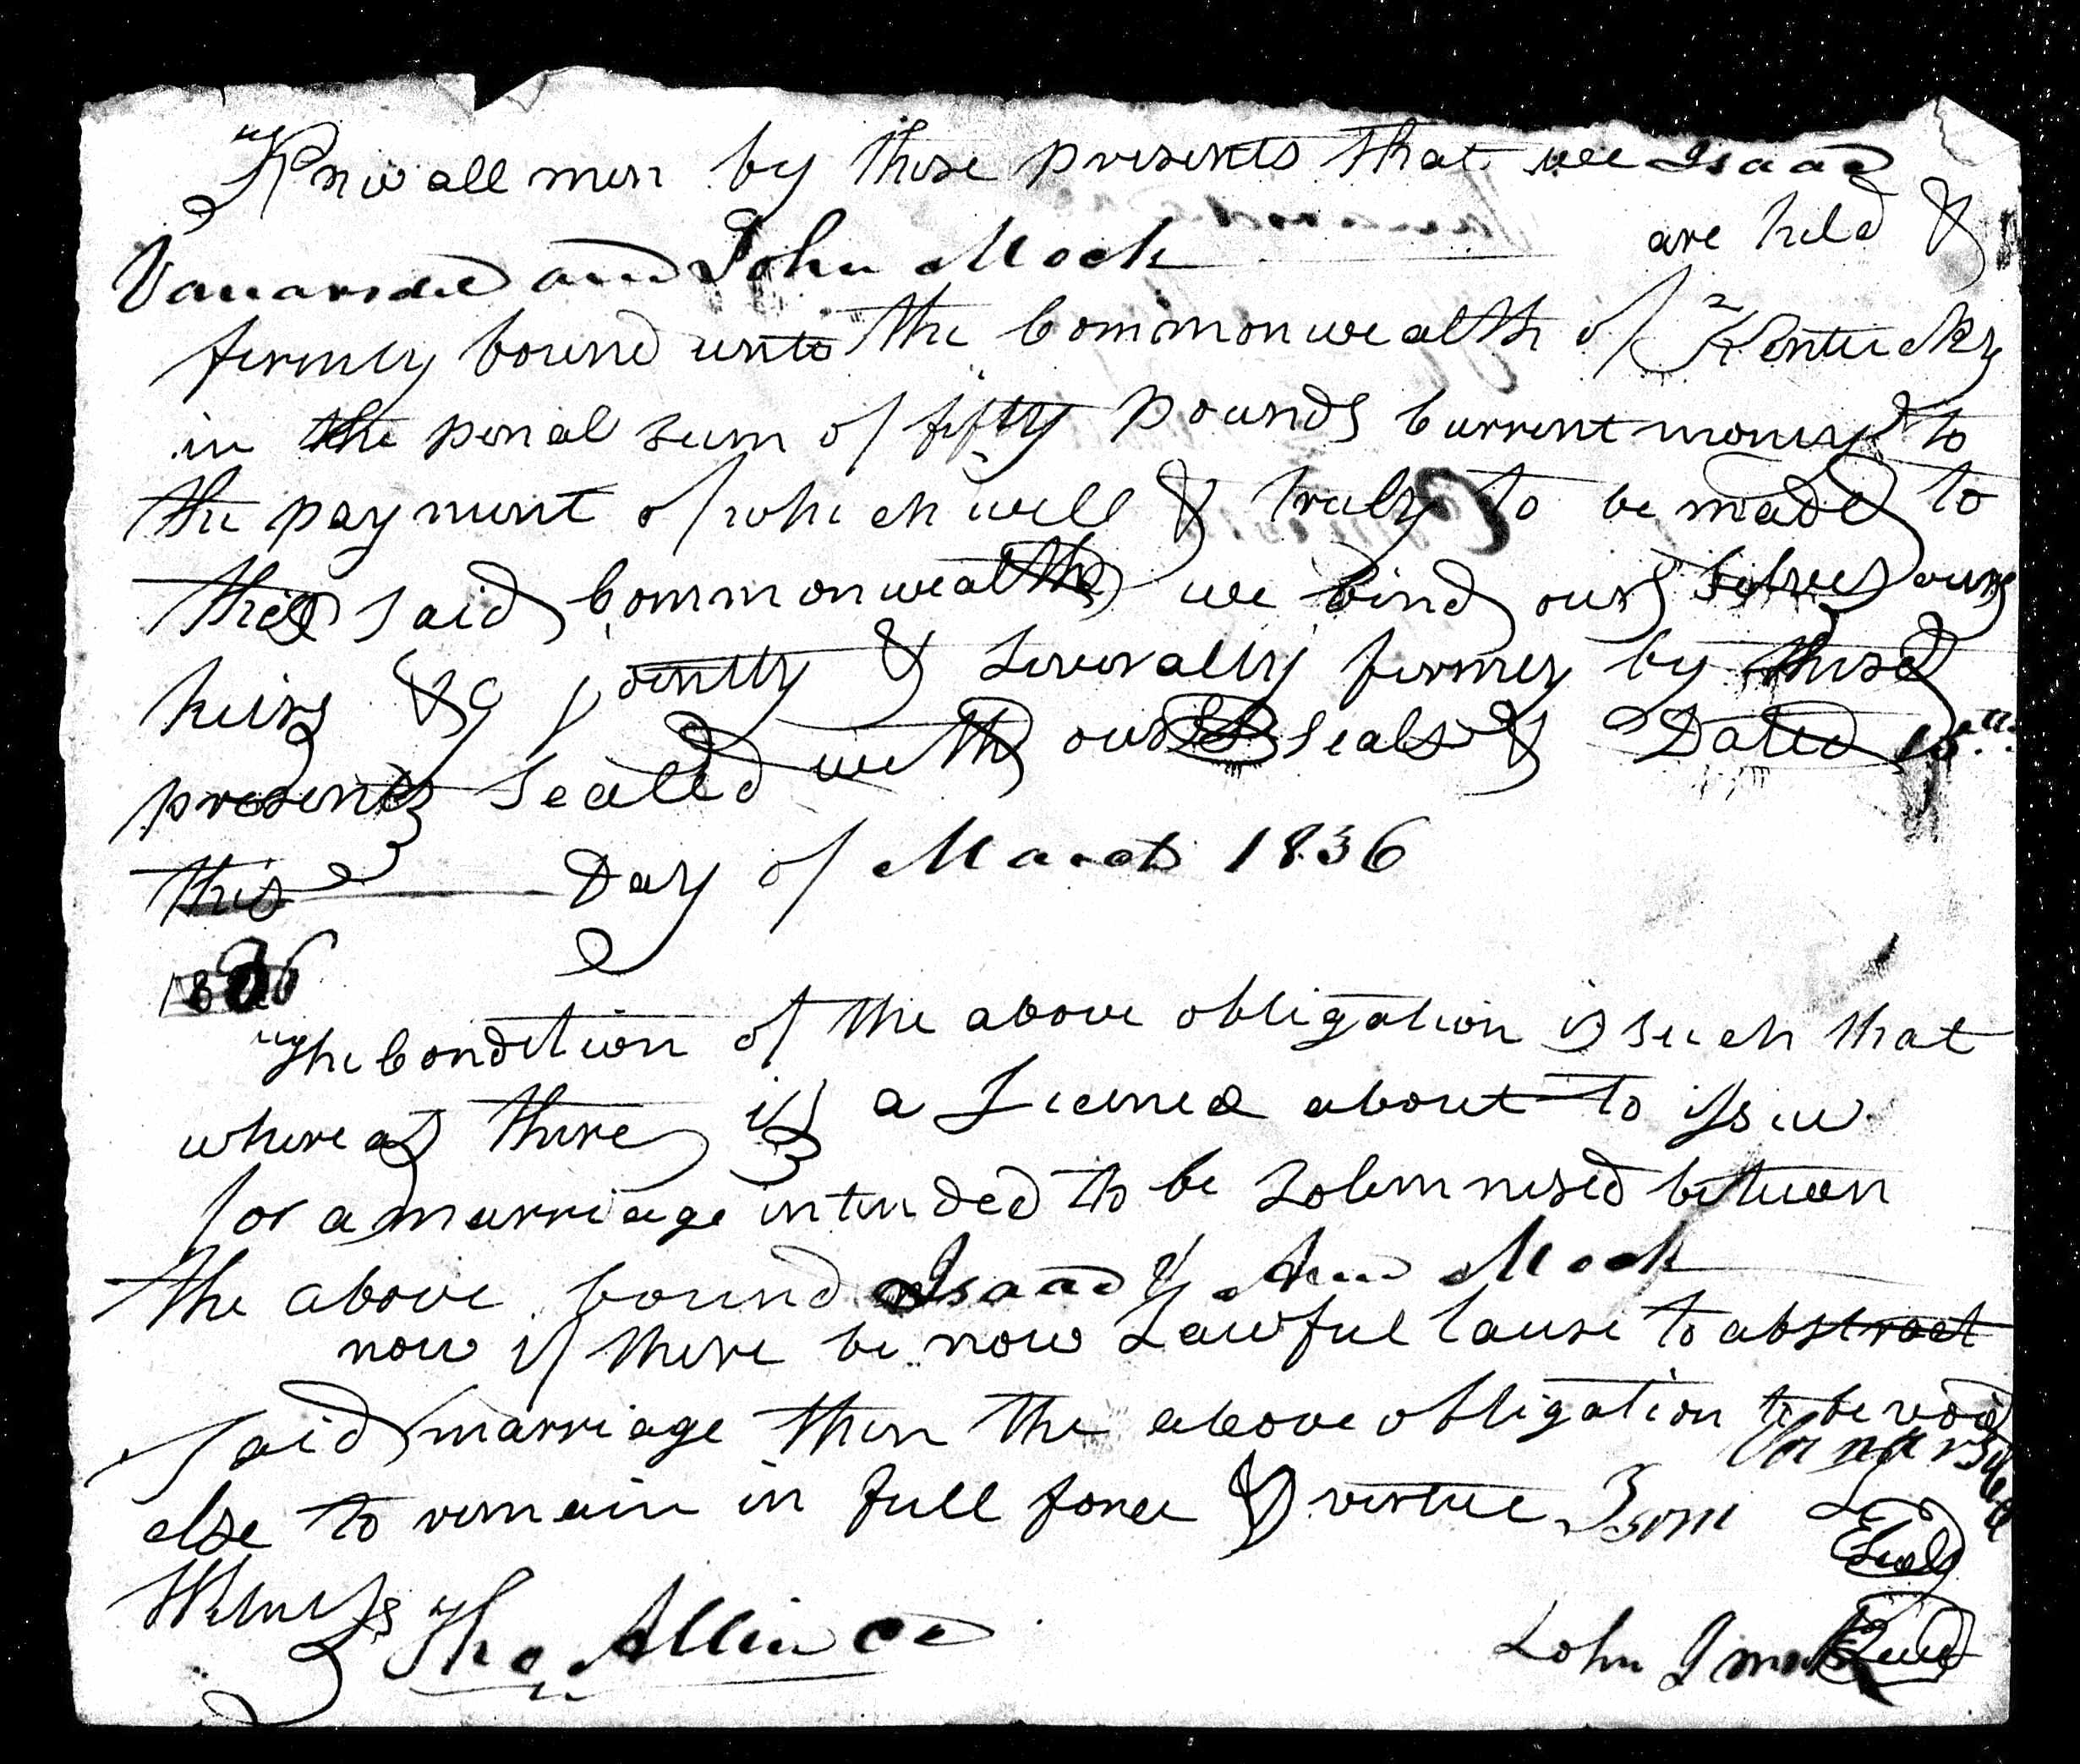 Know all men by these presents that we Isaac
Vanarsdel and John Mock are held &
firmly bound unto the Commonwealth of Kentucky
in the penal sum of fifty pounds Current money to
the payment of which well & truly to be made to
the said Commonwealth we bind our Selves our
heirs &c jointly & severally firmly by these
presents Sealed with our seals & Dated 15th
this Day of March 1836
1836
The Condition of the above obligation is such that
where as there is a Licence about to issue
for a marriage intended to be Solemnised between
the above bound Isaac & Ann Mock
now if there be now Lawful Cause to abstract
said marriage then the above obligation to be void
else to remain in full force & virtue
Vanarsdel
Seal
Witness Tho Allin CC
John Mock Seal